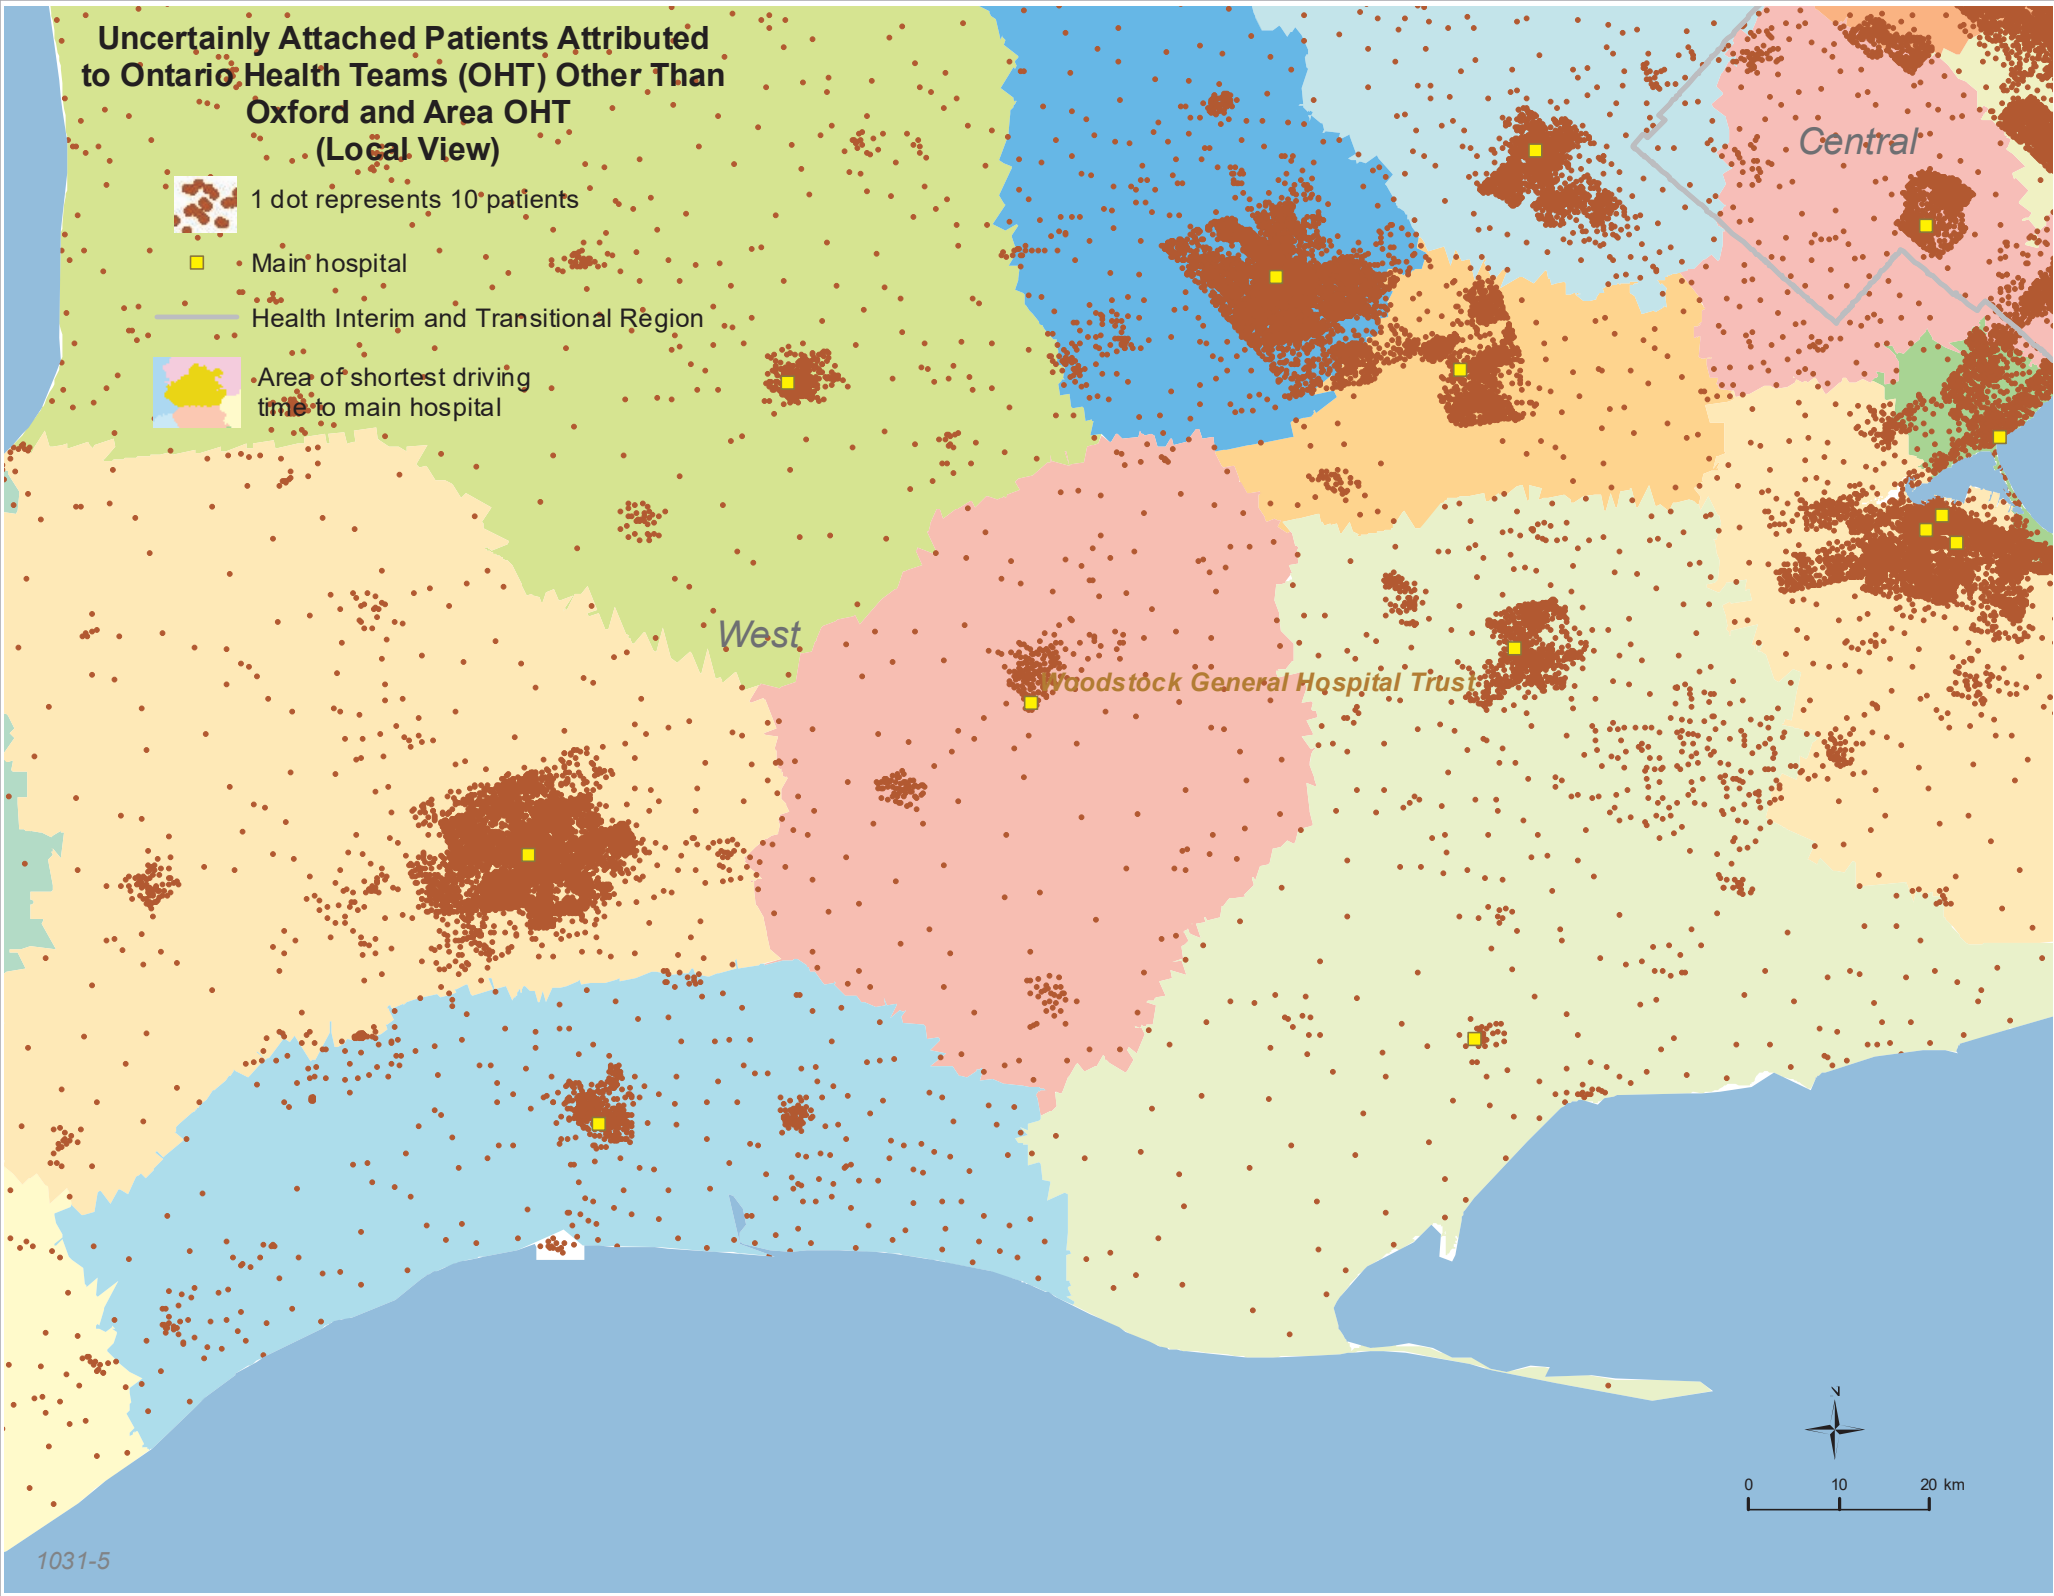 Uncertainly Attached Patients Attributed
to Ontario Health Teams (OHT) Other Than
Oxford and Area OHT
(Local View)
1 dot represents 10 patients
Main hospital
Health Interim and Transitional Region
Area of shortest driving
time to main hospital
Central
West
Woodstock General Hospital Trust
N
0 10 20 km
1031-5